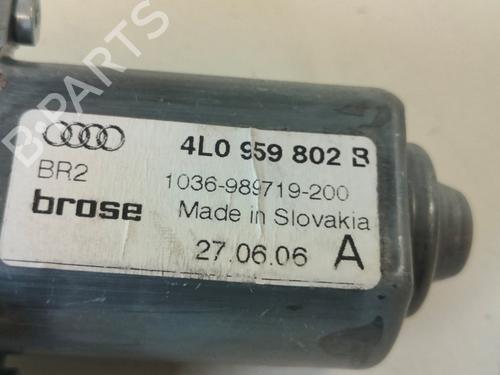 B-PARTS
4L0 959 802 B
BR2
1036-989719-200
brose
Made in Slovakia
27.06.06
A